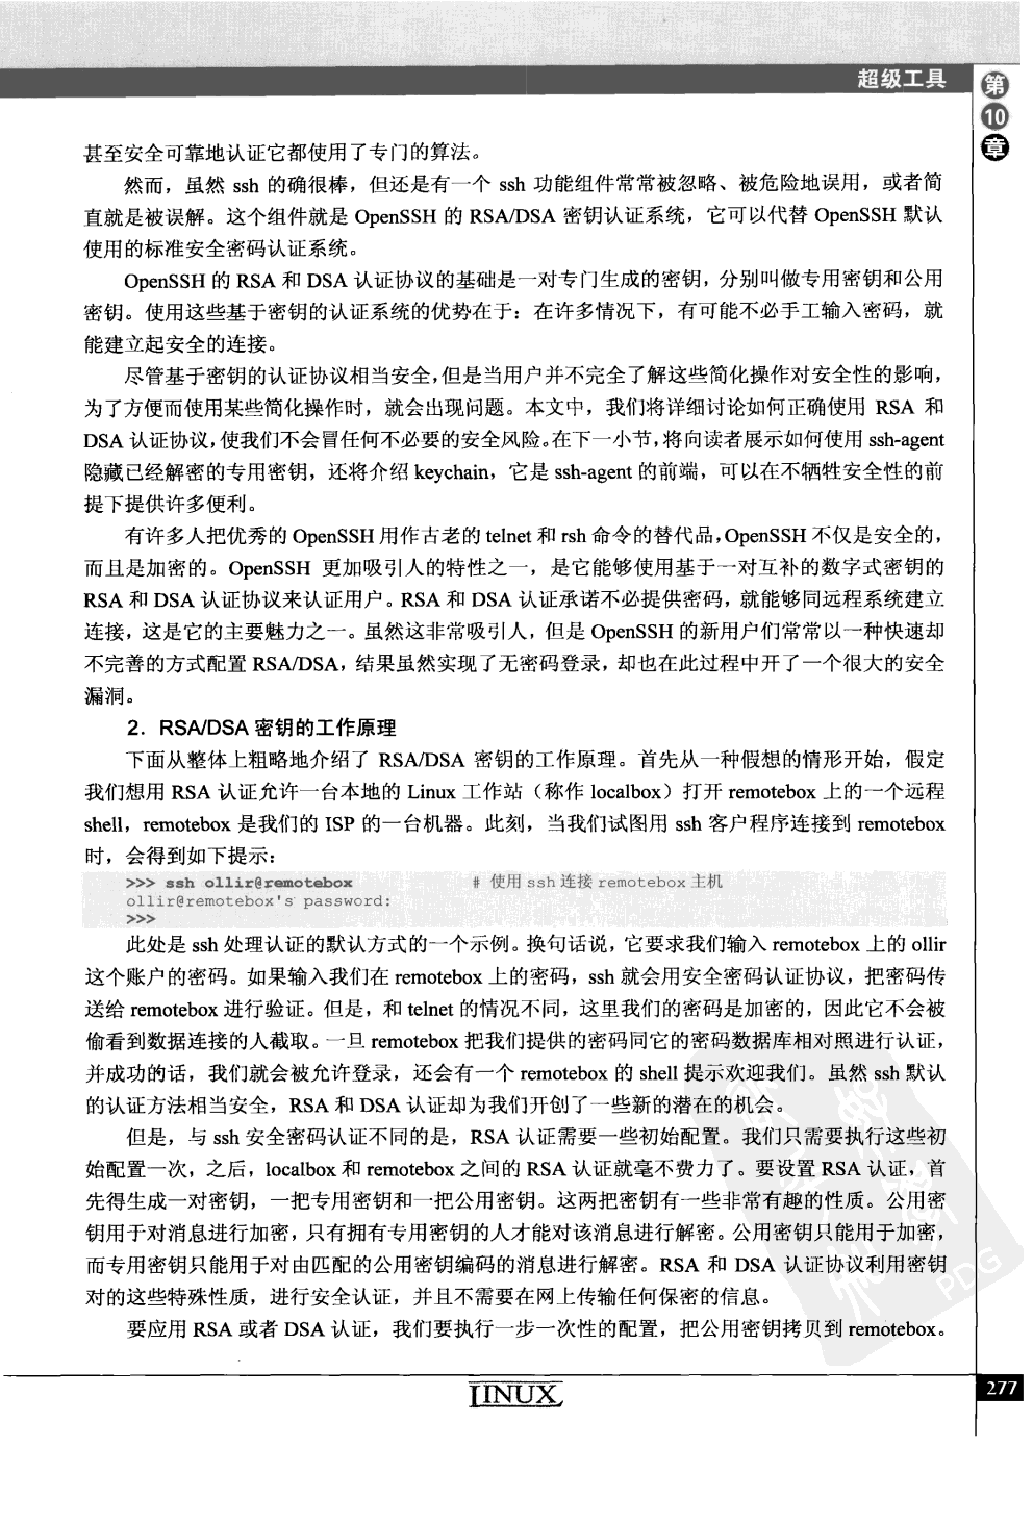 超级工具
第
10
章
甚至安全可靠地认证它都使用了专门的算法。
然而，虽然 ssh 的确很棒，但还是有一个 ssh 功能组件常常被忽略、被危险地误用，或者简
直就是被误解。这个组件就是 OpenSSH 的 RSA/DSA 密钥认证系统，它可以代替 OpenSSH 默认
使用的标准安全密码认证系统。
OpenSSH 的 RSA 和 DSA 认证协议的基础是一对专门生成的密钥，分别叫做专用密钥和公用
密钥。使用这些基于密钥的认证系统的优势在于：在许多情况下，有可能不必手工输入密码，就
能建立起安全的连接。
尽管基于密钥的认证协议相当安全，但是当用户并不完全了解这些简化操作对安全性的影响，
为了方便而使用某些简化操作时，就会出现问题。本文中，我们将详细讨论如何正确使用 RSA 和
DSA 认证协议，使我们不会冒任何不必要的安全风险。在下一小节，将向读者展示如何使用 ssh-agent
隐藏已经解密的专用密钥，还将介绍 keychain，它是 ssh-agent 的前端，可以在不牺牲安全性的前
提下提供许多便利。
有许多人把优秀的 OpenSSH 用作古老的 telnet 和 rsh 命令的替代品，OpenSSH 不仅是安全的，
而且是加密的。OpenSSH 更加吸引人的特性之一，是它能够使用基于一对互补的数字式密钥的
RSA 和 DSA 认证协议来认证用户。RSA 和 DSA 认证承诺不必提供密码，就能够同远程系统建立
连接，这是它的主要魅力之一。虽然这非常吸引人，但是 OpenSSH 的新用户们常常以一种快速却
不完善的方式配置 RSA/DSA，结果虽然实现了无密码登录，却也在此过程中开了一个很大的安全
漏洞。
2．RSA/DSA 密钥的工作原理
下面从整体上粗略地介绍了 RSA/DSA 密钥的工作原理。首先从一种假想的情形开始，假定
我们想用 RSA 认证允许一台本地的 Linux 工作站（称作 localbox）打开 remotebox 上的一个远程
shell，remotebox 是我们的 ISP 的一台机器。此刻，当我们试图用 ssh 客户程序连接到 remotebox
时，会得到如下提示：
>>> ssh ollir@remotebox # 使用 ssh 连接 remotebox 主机
ollir@remotebox's password:
>>>
此处是 ssh 处理认证的默认方式的一个示例。换句话说，它要求我们输入 remotebox 上的 ollir
这个账户的密码。如果输入我们在 remotebox 上的密码，ssh 就会用安全密码认证协议，把密码传
送给 remotebox 进行验证。但是，和 telnet 的情况不同，这里我们的密码是加密的，因此它不会被
偷看到数据连接的人截取。一旦 remotebox 把我们提供的密码同它的密码数据库相对照进行认证，
并成功的话，我们就会被允许登录，还会有一个 remotebox 的 shell 提示欢迎我们。虽然 ssh 默认
的认证方法相当安全，RSA 和 DSA 认证却为我们开创了一些新的潜在的机会。
但是，与 ssh 安全密码认证不同的是，RSA 认证需要一些初始配置。我们只需要执行这些初
始配置一次，之后，localbox 和 remotebox 之间的 RSA 认证就毫不费力了。要设置 RSA 认证，首
先得生成一对密钥，一把专用密钥和一把公用密钥。这两把密钥有一些非常有趣的性质。公用密
钥用于对消息进行加密，只有拥有专用密钥的人才能对该消息进行解密。公用密钥只能用于加密，
而专用密钥只能用于对由匹配的公用密钥编码的消息进行解密。RSA 和 DSA 认证协议利用密钥
对的这些特殊性质，进行安全认证，并且不需要在网上传输任何保密的信息。
要应用 RSA 或者 DSA 认证，我们要执行一步一次性的配置，把公用密钥拷贝到 remotebox。
PDG
LINUX
277